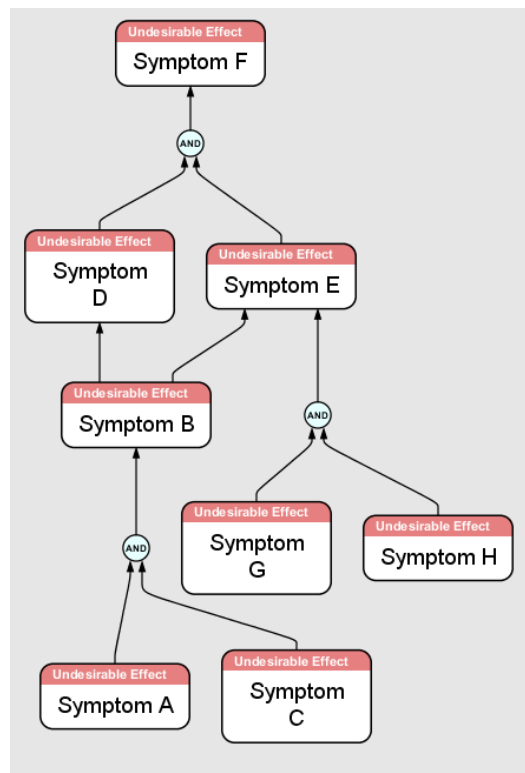 Undesirable Effect
Symptom F
AND
Undesirable Effect
Symptom
D
Undesirable Effect
Symptom E
Undesirable Effect
Symptom B
AND
Undesirable Effect
Symptom
G
Undesirable Effect
Symptom H
AND
Undesirable Effect
Symptom A
Undesirable Effect
Symptom
C